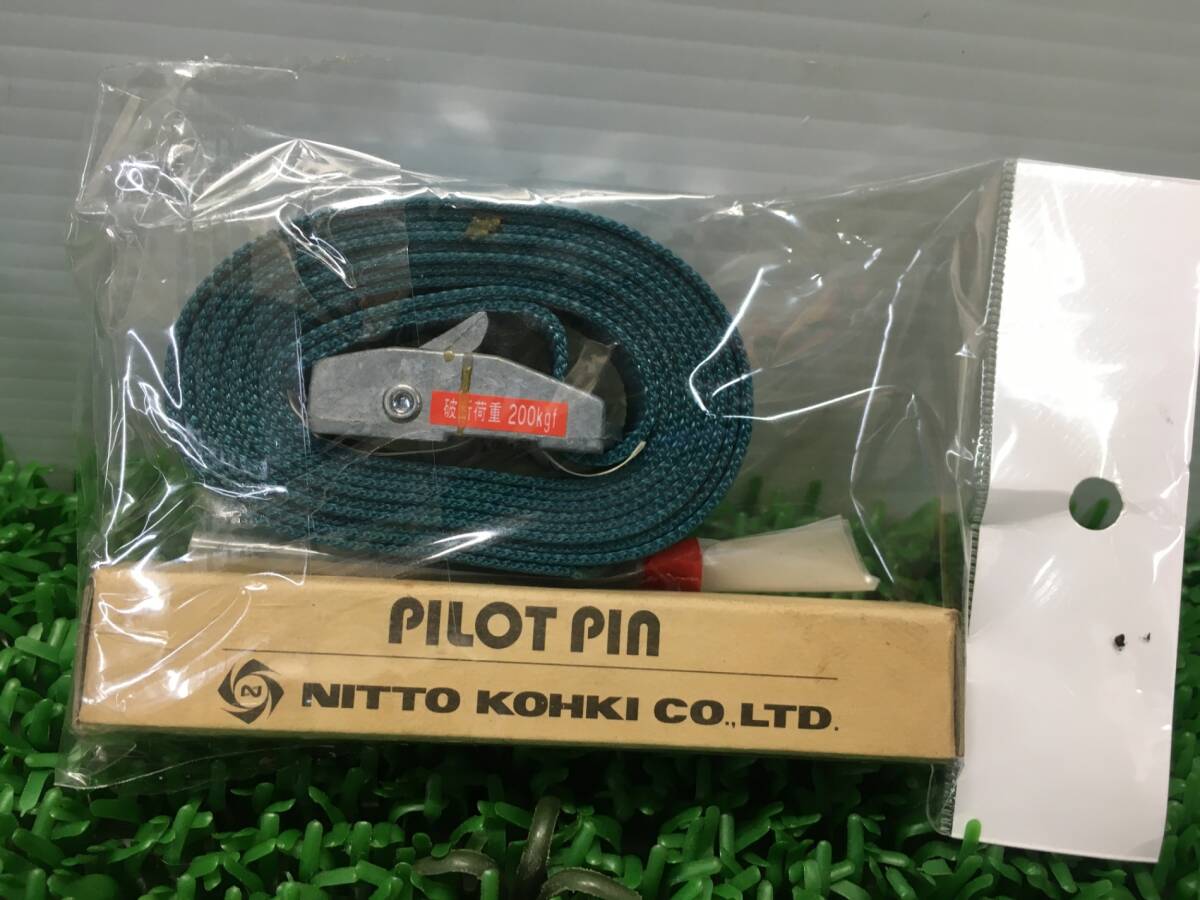 破断荷重 200kgf
PILOT PIN
N NITTO KOHKI CO.,LTD.